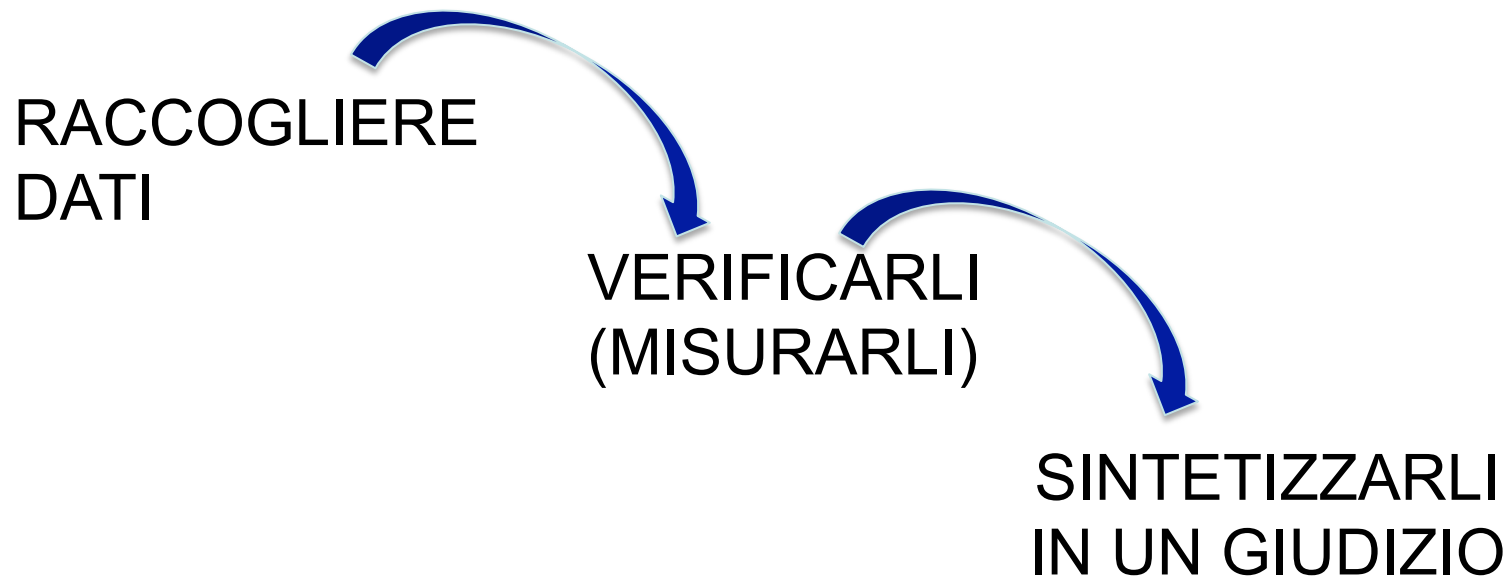 RACCOGLIERE
DATI
VERIFICARLI
(MISURARLI)
SINTETIZZARLI
IN UN GIUDIZIO